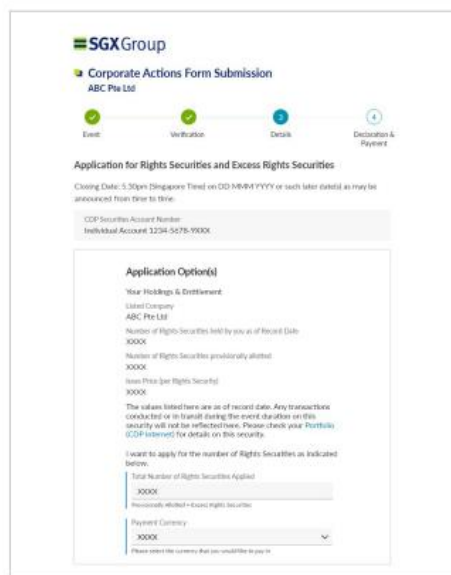 SGXGroup
Corporate Actions Form Submission
ABC Pte Ltd
3
4
Event
Verification
Details
Declaration &
Payment
Application for Rights Securities and Excess Rights Securities
Closing Date: 5.30pm (Singapore Time) on DD MMM YYYY or such later date(s) as may be
announced from time to time.
CDP Securities Account Number
Individual Account 1234-5678-9XXX
Application Option(s)
Your Holdings & Entitlement
Listed Company
ABC Pte Ltd
Number of Rights Securities held by you as of Record Date
XXXX
Number of Rights Securities provisionally allotted
XXXX
Issue Price (per Rights Security)
XXXX
The values listed here are as of record date. Any transactions
conducted or in transit during the event duration on this
security will not be reflected here. Please check your Portfolio
(CDP Internet) for details on this security.
I want to apply for the number of Rights Securities as indicated
below.
Total Number of Rights Securities Applied
XXXX
Provisionally Allotted + Excess Rights Securities
Payment Currency
XXXX
Please select the currency that you would like to pay in